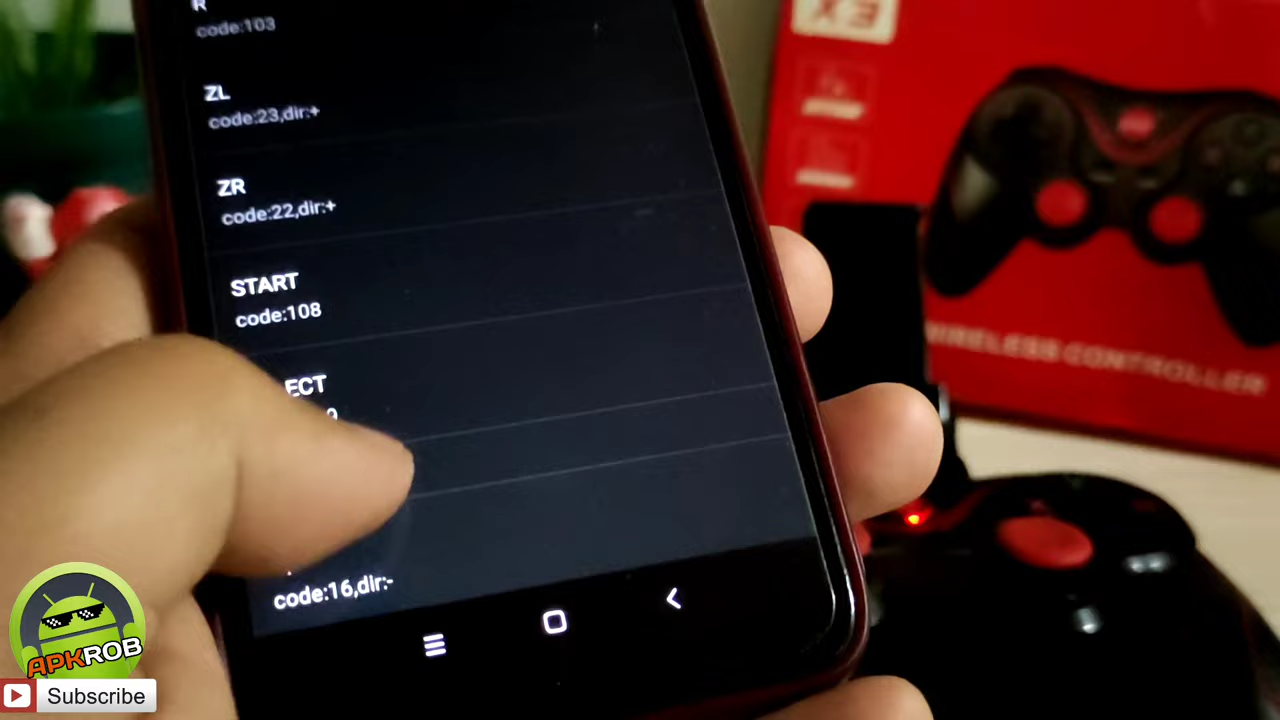 R
code:103
ZL
code:23,dir:+
ZR
code:22,dir:+
START
code:108
ECT
code:16,dir:-
X3
WIRELESS CONTROLLER
APKROB
Subscribe